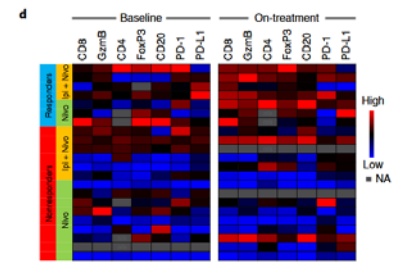 d
Baseline On-treatment
CD8 GzmB CD4 FoxP3 CD20 PD-1 PD-L1 CD8 GzmB CD4 FoxP3 CD20 PD-1 PD-L1
Responders
Ipi + Nivo
Nivo
Nonresponders
Ipi + Nivo
Nivo
High
Low
NA